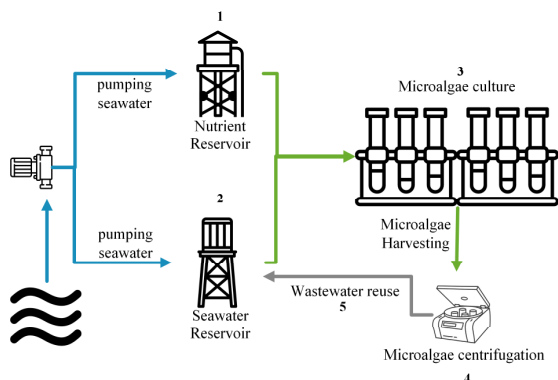 1
pumping
seawater
Nutrient
Reservoir
2
pumping
seawater
Seawater
Reservoir
3
Microalgae culture
Microalgae
Harvesting
Wastewater reuse
5
Microalgae centrifugation
4